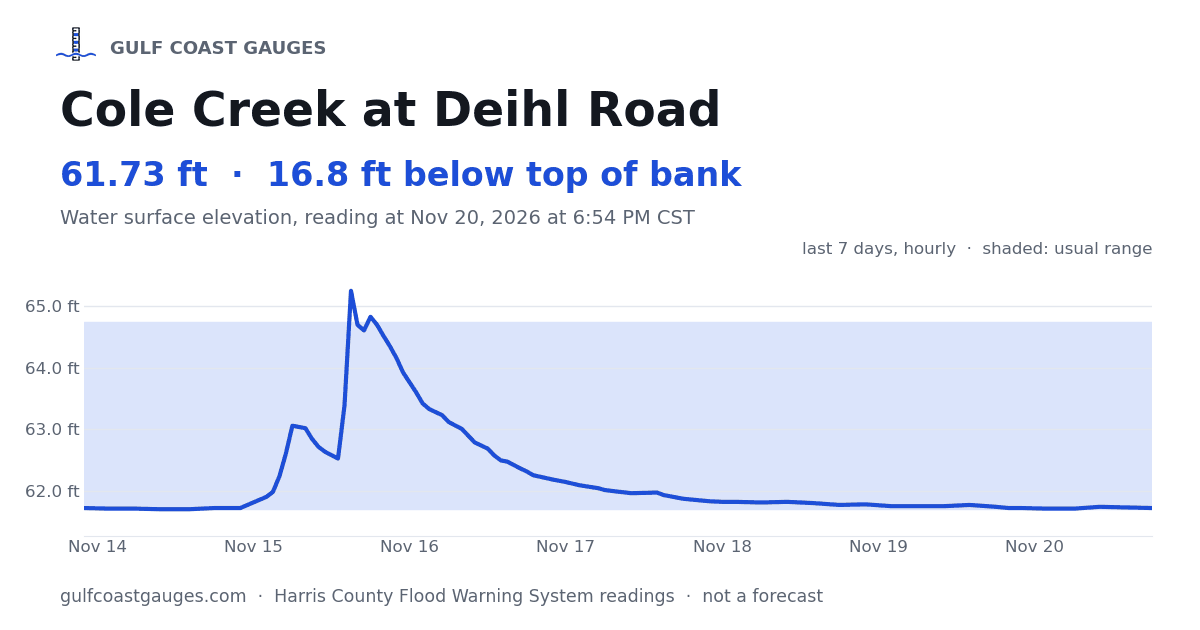 GULF COAST GAUGES
Cole Creek at Deihl Road
61.73 ft · 16.8 ft below top of bank
Water surface elevation, reading at Nov 20, 2026 at 6:54 PM CST
last 7 days, hourly · shaded: usual range
65.0 ft
64.0 ft
63.0 ft
62.0 ft
Nov 14 Nov 15 Nov 16 Nov 17 Nov 18 Nov 19 Nov 20
gulfcoastgauges.com · Harris County Flood Warning System readings · not a forecast